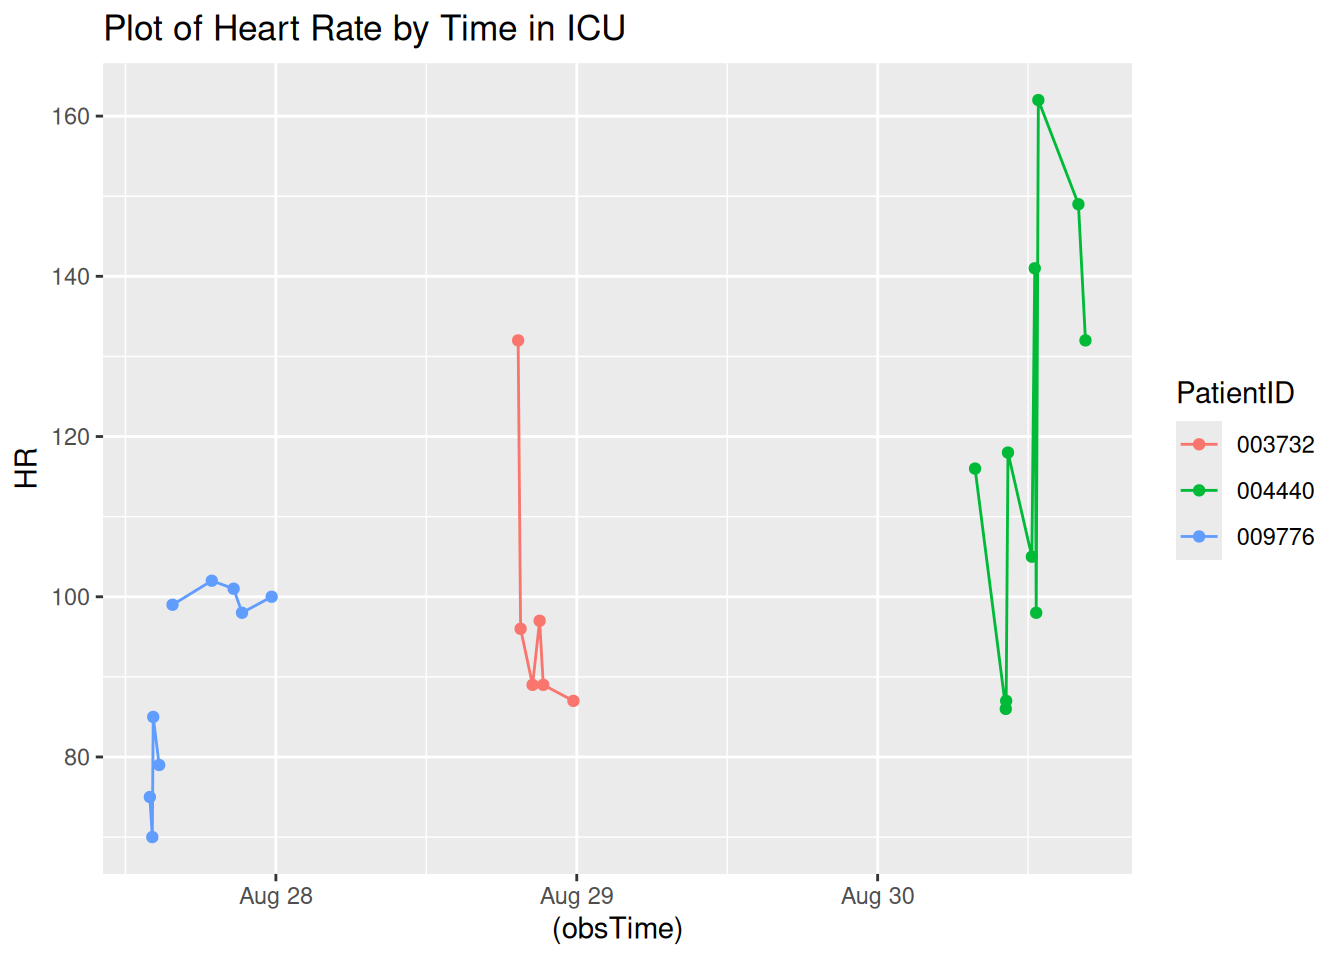 Plot of Heart Rate by Time in ICU
160
140
120
100
80
HR
Aug 28
Aug 29
Aug 30
(obsTime)
PatientID
003732
004440
009776